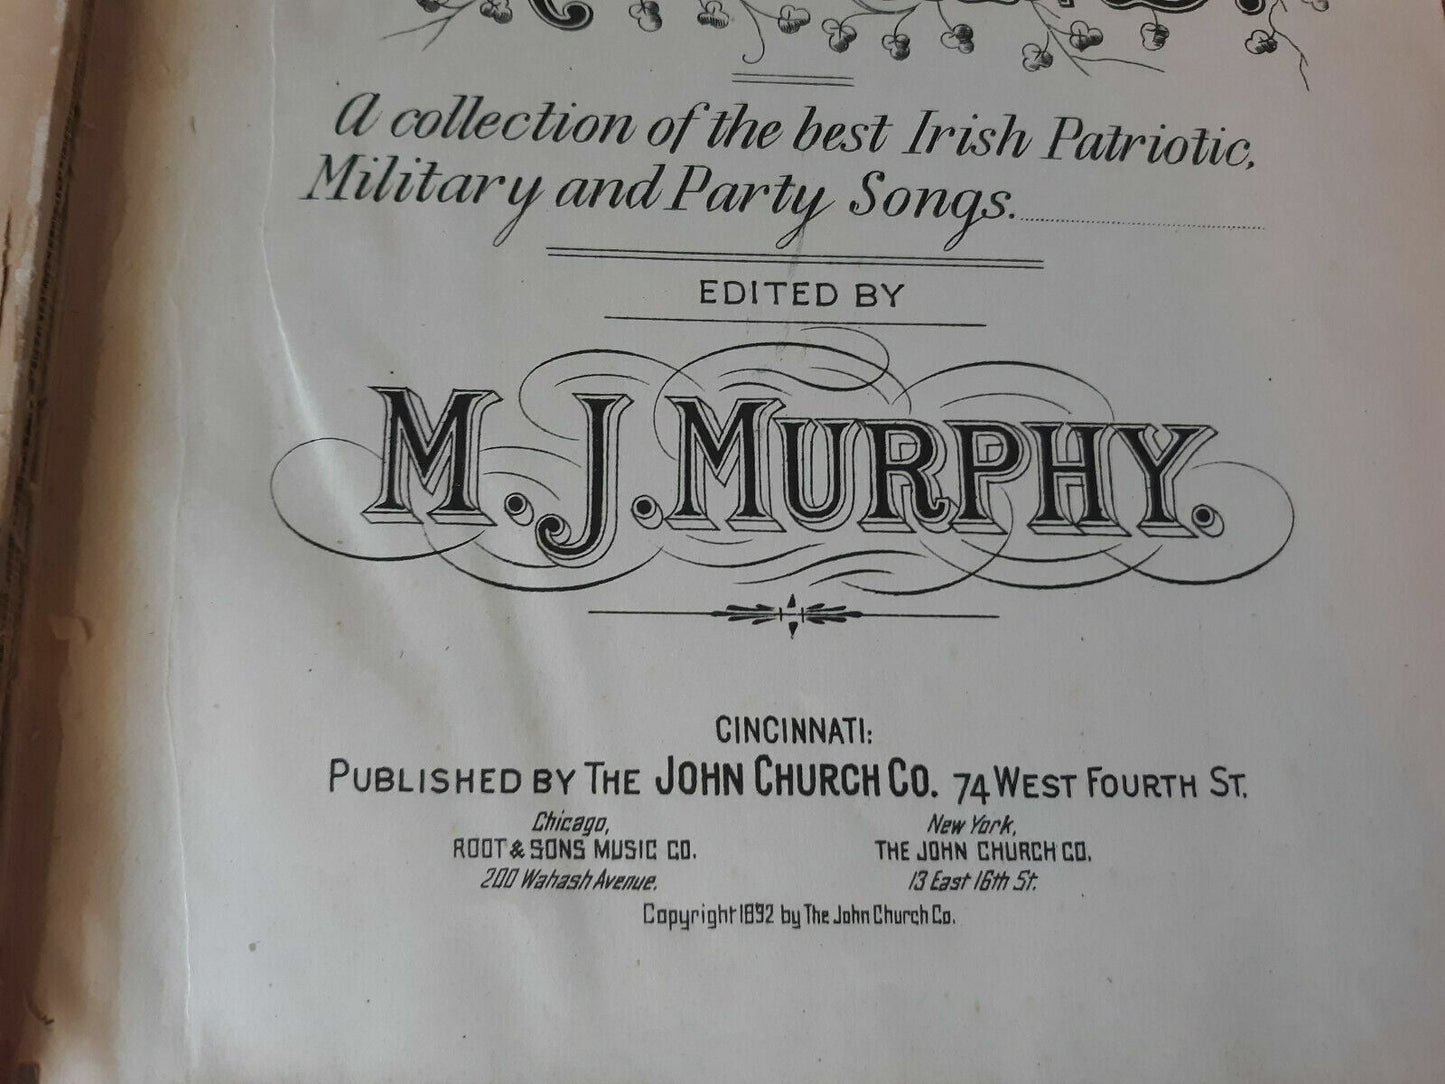 A collection of the best Irish Patriotic,
Military and Party Songs.
EDITED BY
M. J. MURPHY.
CINCINNATI:
PUBLISHED BY THE JOHN CHURCH CO. 74 WEST FOURTH ST.
Chicago,
ROOT & SONS MUSIC CO.
200 Wabash Avenue.
New York,
THE JOHN CHURCH CO.
13 East 16th St.
Copyright 1892 by The John Church Co.